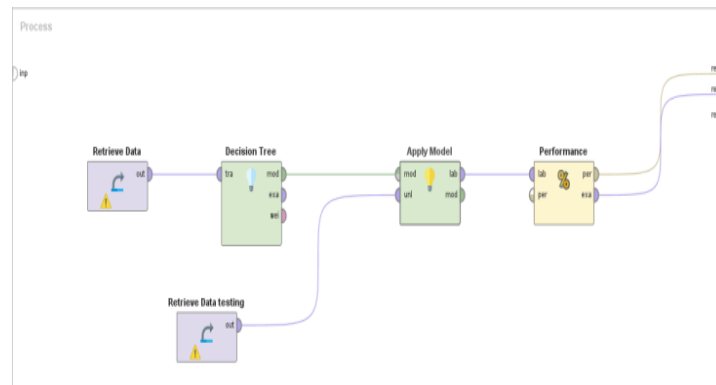 Process
inp
Retrieve Data
out
Decision Tree
tra
mod
exa
wei
Apply Model
mod
lab
uni
mod
Performance
lab
per
per
exa
Retrieve Data testing
out